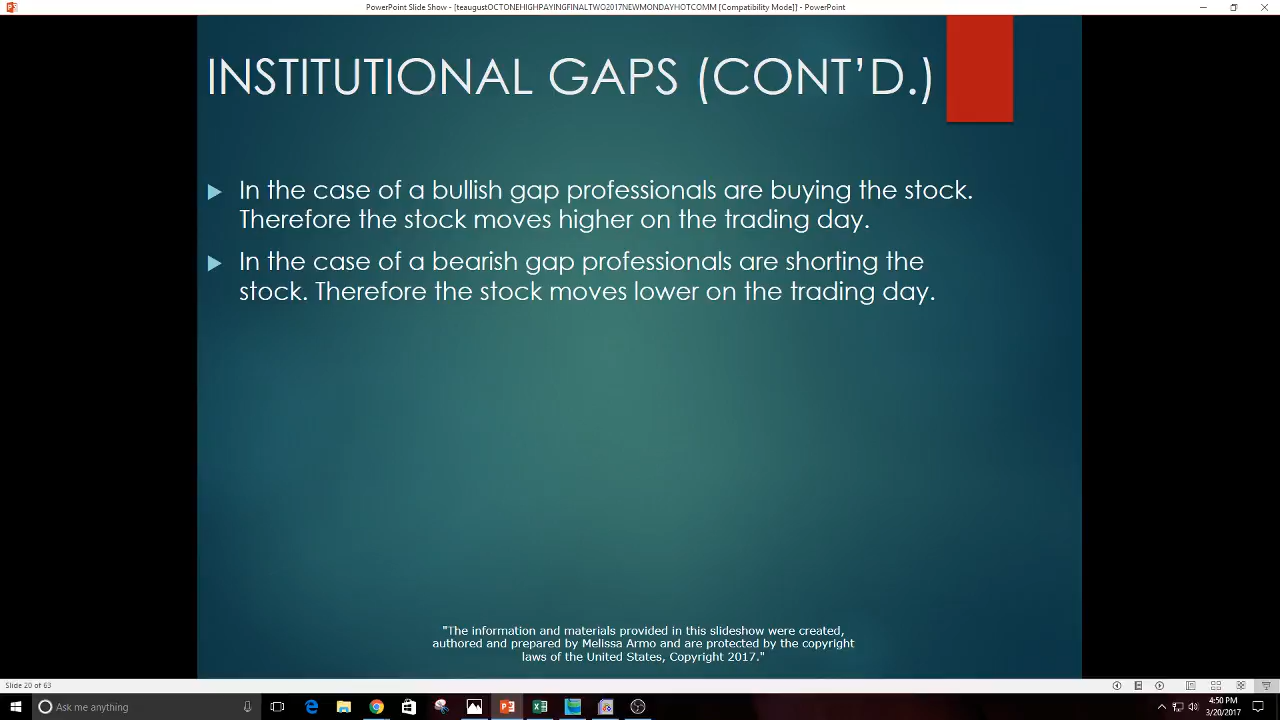 PowerPoint Slide Show - [teaugustOCTONEHIGHPAYINGFINALTWO2017NEWMONDAYHOTCOMM [Compatibility Mode]] - PowerPoint
INSTITUTIONAL GAPS (CONT’D.)
In the case of a bullish gap professionals are buying the stock.
Therefore the stock moves higher on the trading day.
In the case of a bearish gap professionals are shorting the
stock. Therefore the stock moves lower on the trading day.
"The information and materials provided in this slideshow were created,
authored and prepared by Melissa Armo and are protected by the copyright
laws of the United States, Copyright 2017."
Slide 20 of 63
Ask me anything
4:50 PM
3/20/2017